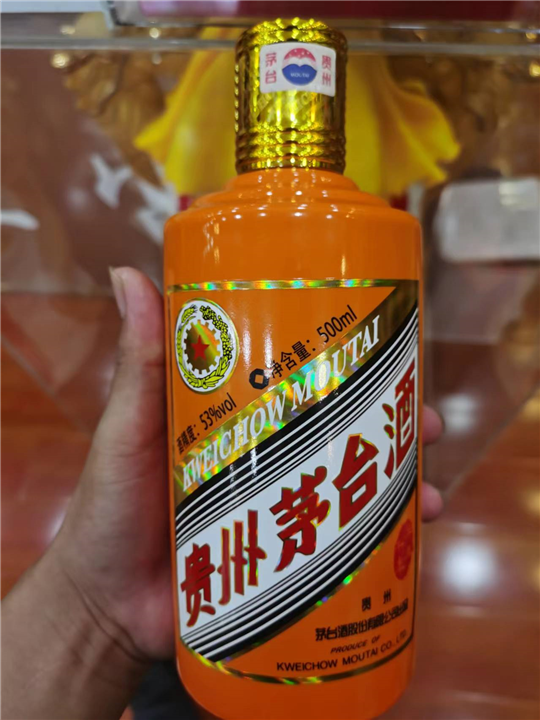 茅台 贵州
MOUTAI
净含量：500ml
酒精度：53%vol
KWEICHOW MOUTAI
贵州茅台酒
贵 州
茅台酒股份有限公司出品
PRODUCE OF
KWEICHOW MOUTAI CO., LTD.